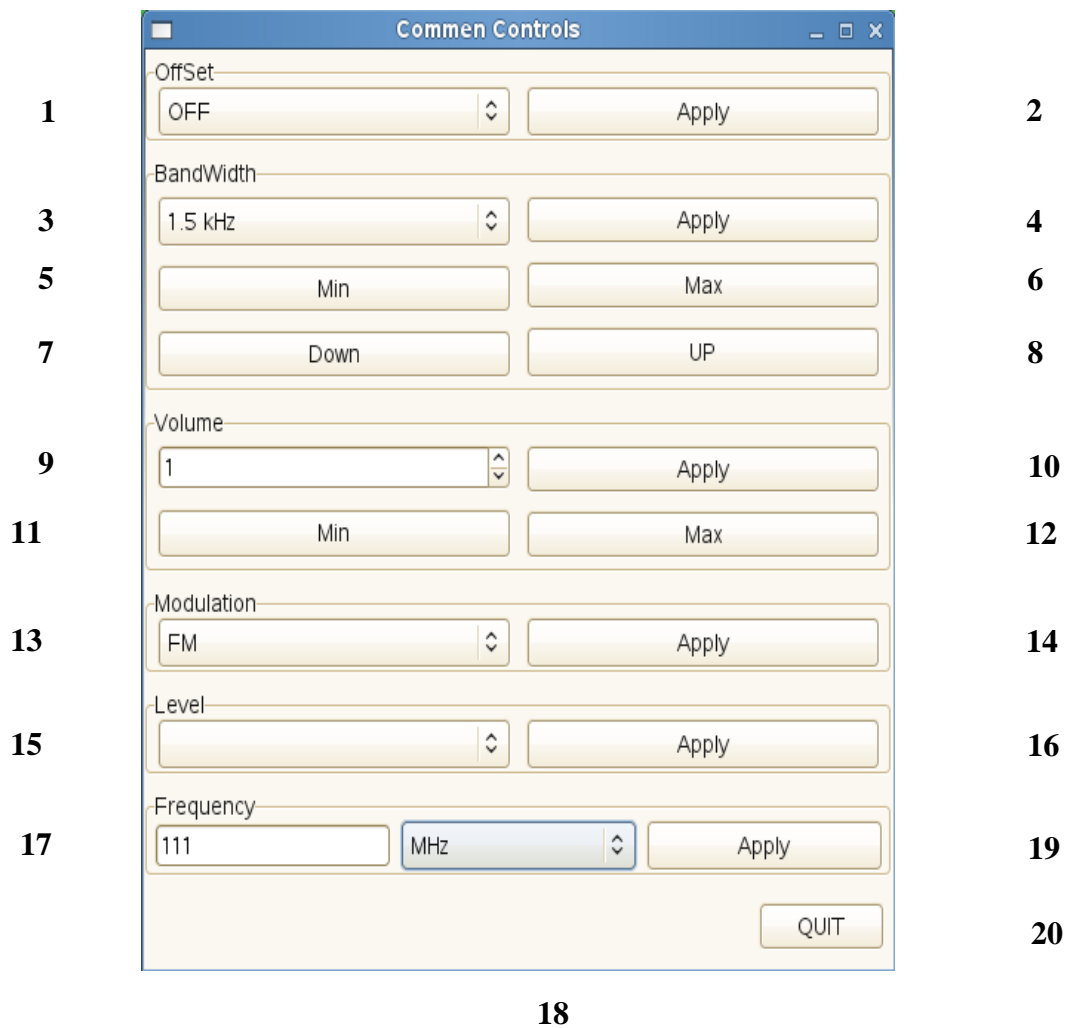 Commen Controls
OffSet
1 OFF Apply 2
BandWidth
3 1.5 kHz Apply 4
5 Min Max 6
7 Down UP 8
Volume
9 1 Apply 10
11 Min Max 12
Modulation
13 FM Apply 14
Level
15 Apply 16
Frequency
17 111 MHz Apply 19
QUIT 20
18